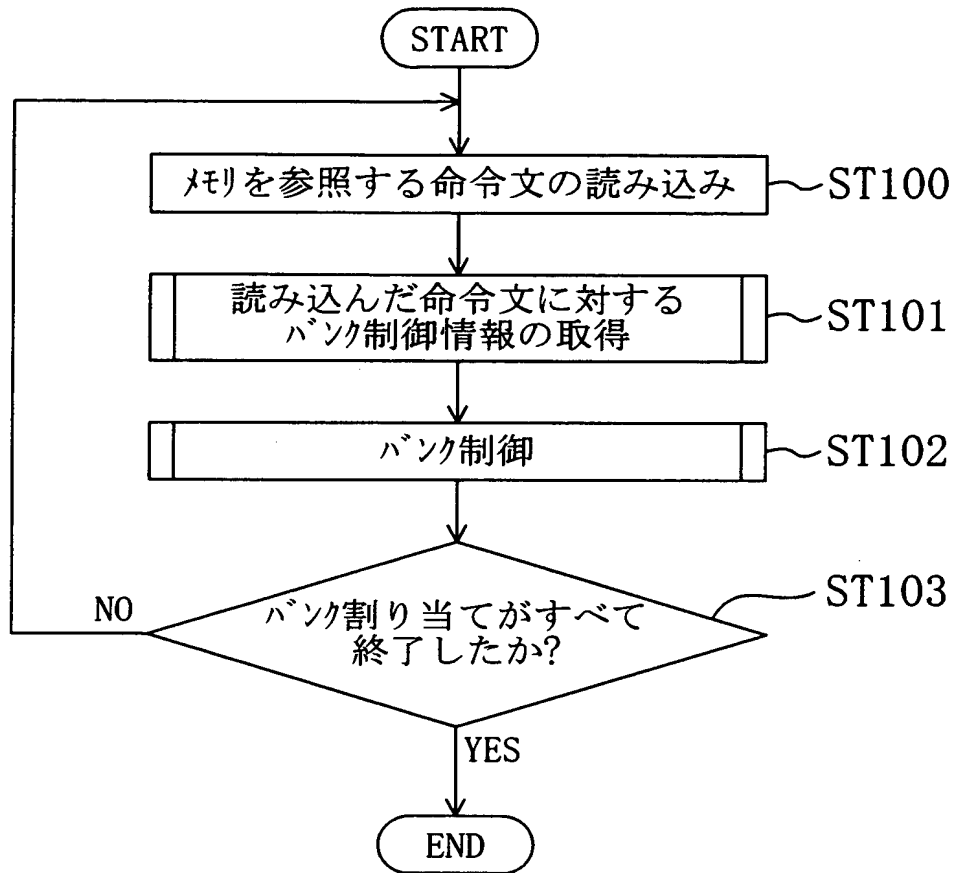 START
メモリを参照する命令文の読み込み
ST100
読み込んだ命令文に対する
バンク制御情報の取得
ST101
バンク制御
ST102
バンク割り当てがすべて
終了したか?
ST103
NO
YES
END